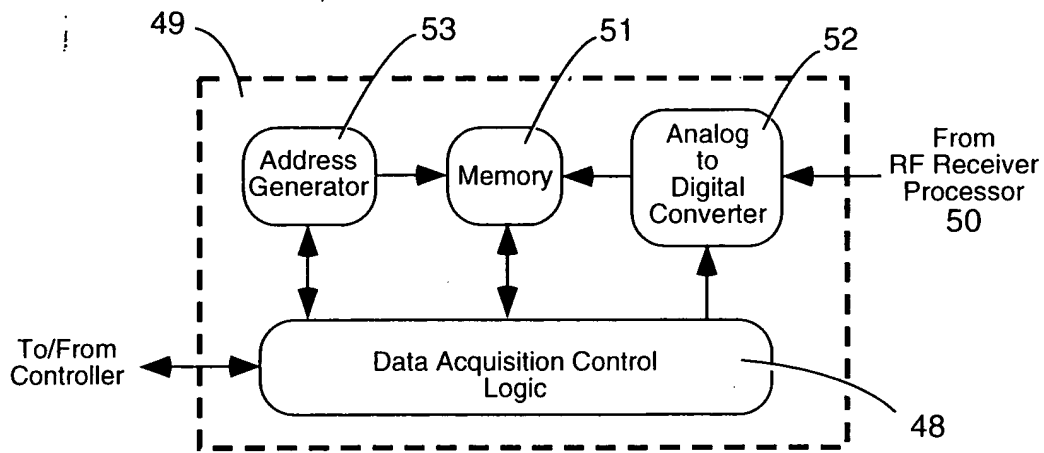 49
53
51
52
Address
Generator
Memory
Analog
to
Digital
Converter
From
RF Receiver
Processor
50
To/From
Controller
Data Acquisition Control
Logic
48